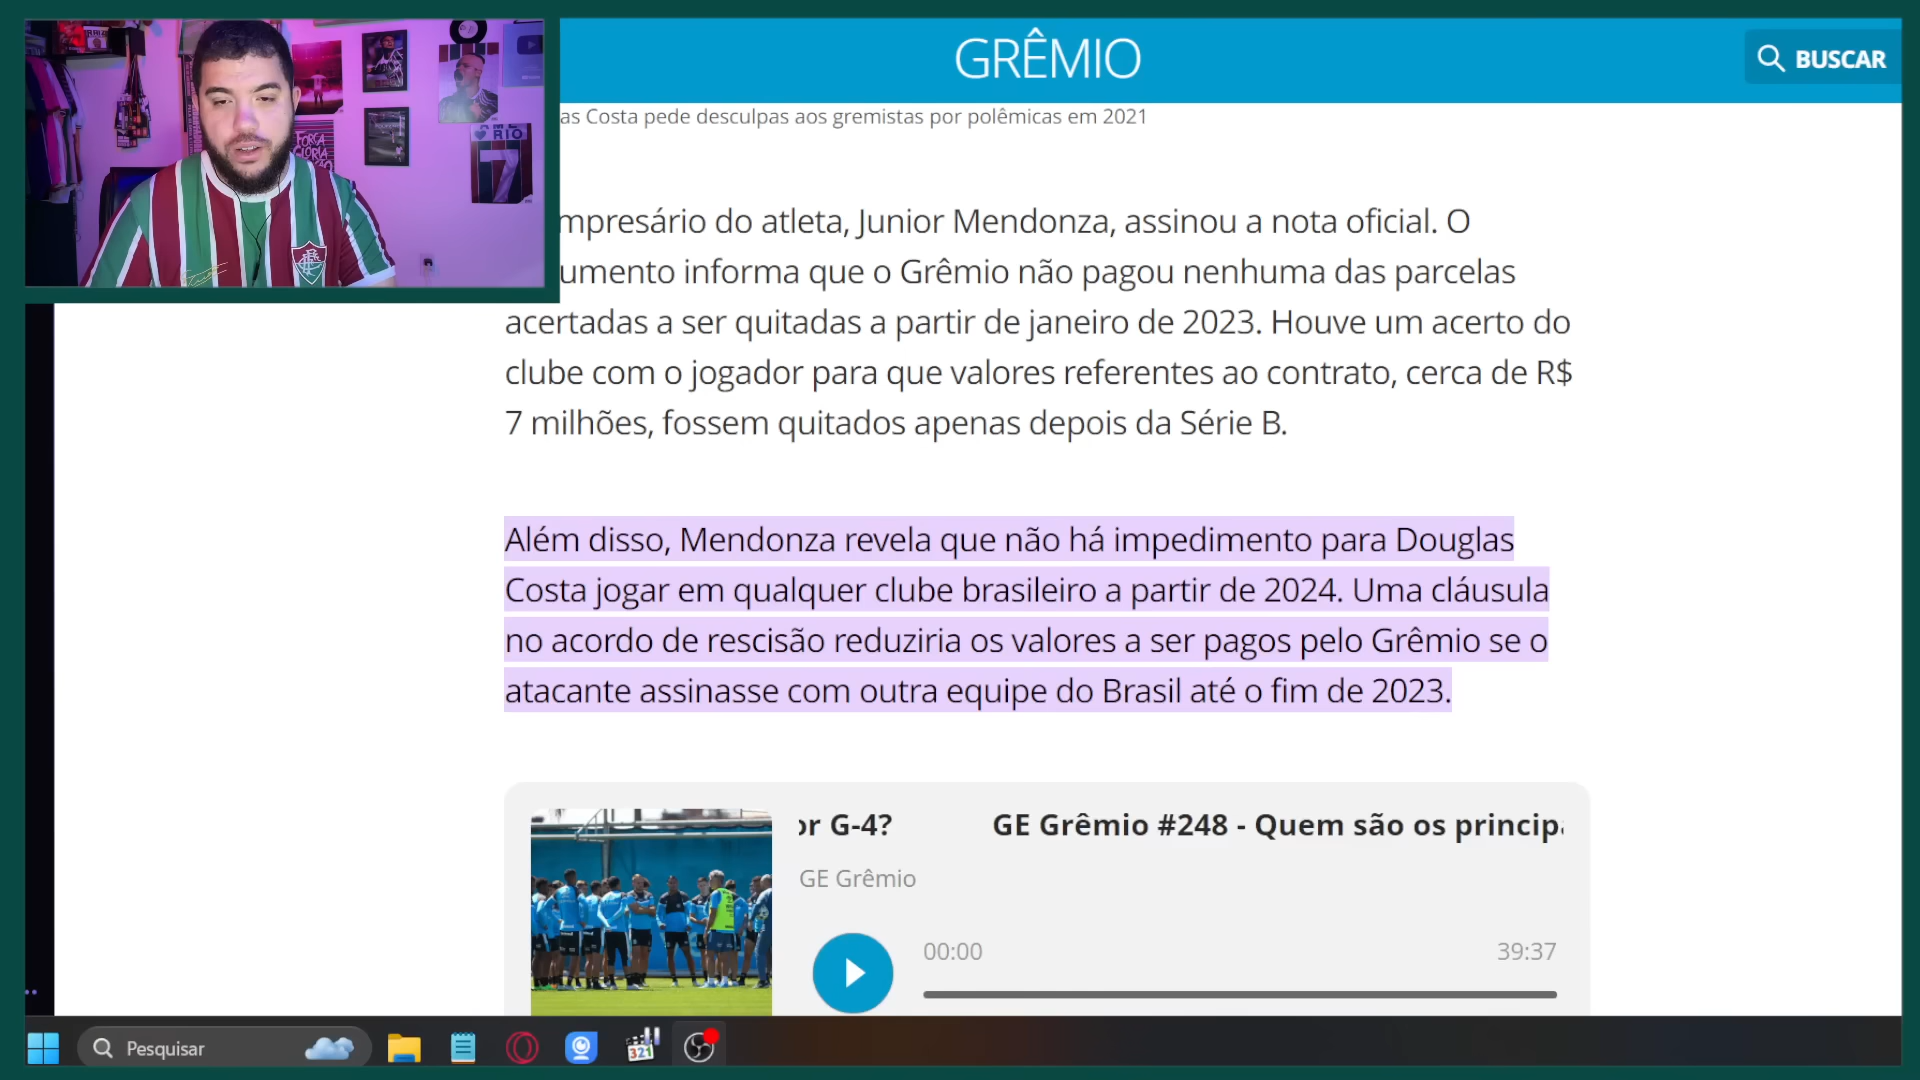 GRÊMIO
BUSCAR
as Costa pede desculpas aos gremistas por polêmicas em 2021
mpresário do atleta, Junior Mendonza, assinou a nota oficial. O
umento informa que o Grêmio não pagou nenhuma das parcelas
acertadas a ser quitadas a partir de janeiro de 2023. Houve um acerto do
clube com o jogador para que valores referentes ao contrato, cerca de R$
7 milhões, fossem quitados apenas depois da Série B.
Além disso, Mendonza revela que não há impedimento para Douglas
Costa jogar em qualquer clube brasileiro a partir de 2024. Uma cláusula
no acordo de rescisão reduziria os valores a ser pagos pelo Grêmio se o
atacante assinasse com outra equipe do Brasil até o fim de 2023.
or G-4? GE Grêmio #248 - Quem são os princip
GE Grêmio
00:00 39:37
Pesquisar
321
FORÇA
GLÓRIA
RIO
7